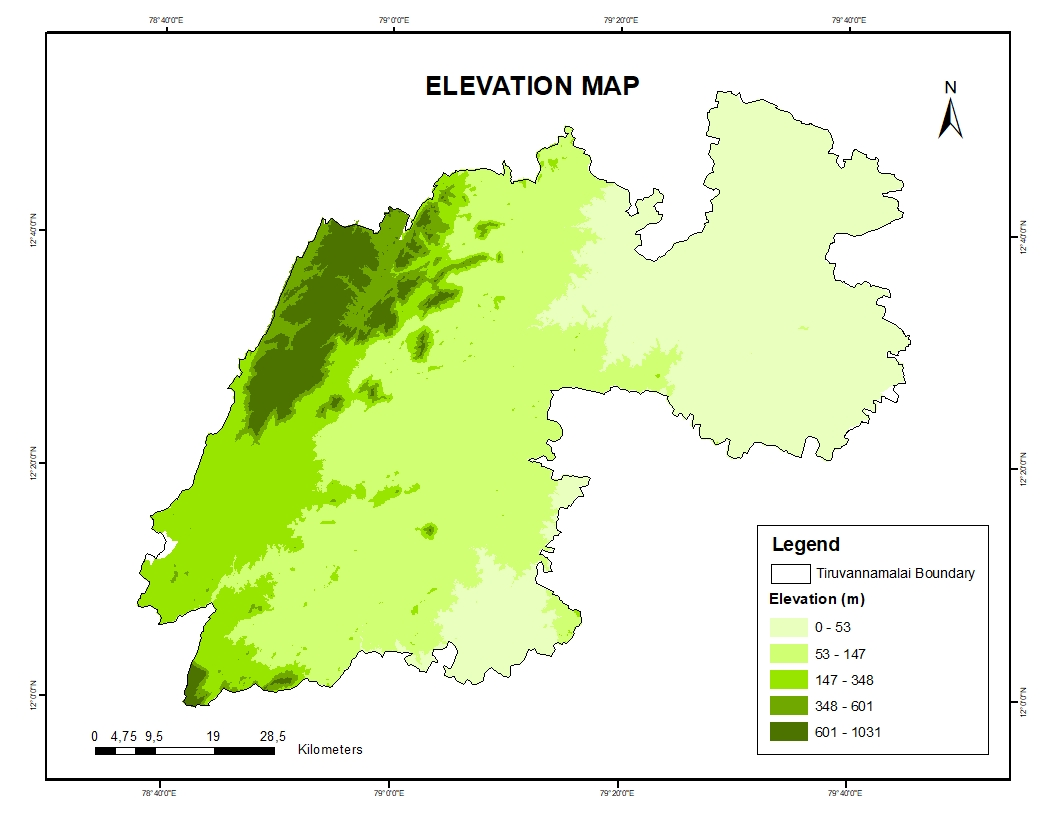 78°40'0"E 79°0'0"E 79°20'0"E 79°40'0"E
ELEVATION MAP
N
12°40'0"N 12°40'0"N
12°20'0"N 12°20'0"N
12°0'0"N 12°0'0"N
Legend
Tiruvannamalai Boundary
Elevation (m)
0 - 53
53 - 147
147 - 348
348 - 601
601 - 1031
0 4,75 9,5 19 28,5
Kilometers
78°40'0"E 79°0'0"E 79°20'0"E 79°40'0"E